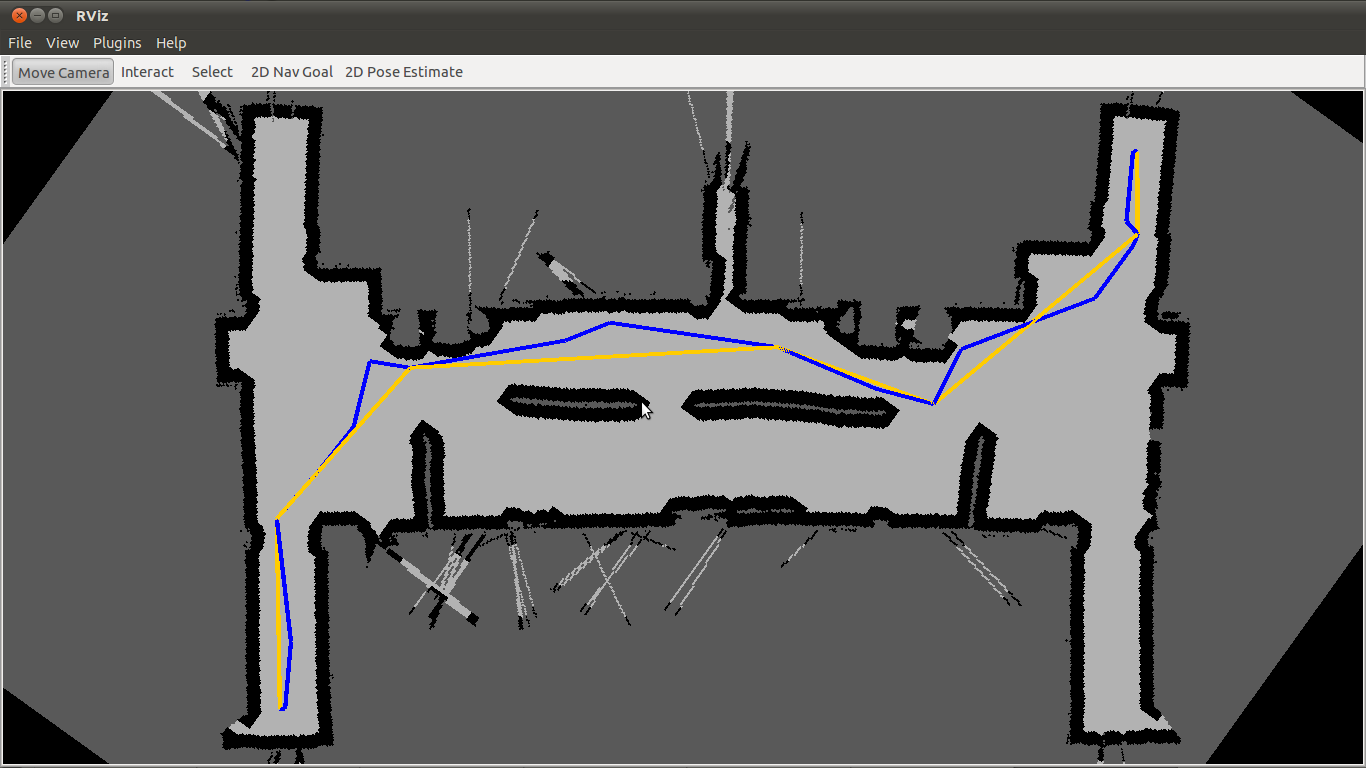 RViz
File View Plugins Help
Move Camera Interact Select 2D Nav Goal 2D Pose Estimate